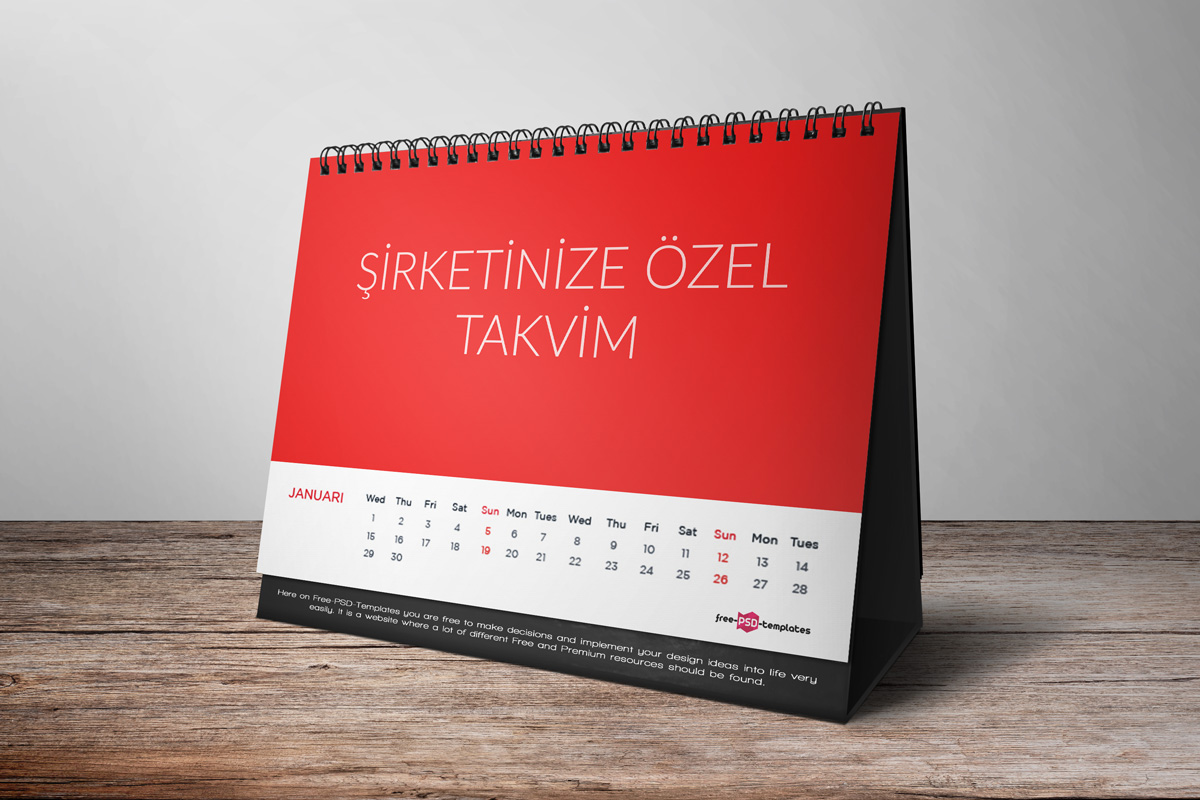 ŞİRKETİNİZE ÖZEL
TAKVİM
JANUARI
Wed Thu Fri Sat Sun Mon Tues Wed Thu Fri Sat Sun Mon Tues
1 2 3 4 5 6 7 8 9 10 11 12 13 14
15 16 17 18 19 20 21 22 23 24 25 26 27 28
29 30
free-PSD-templates
Here on Free-PSD-Templates you are free to make decisions and implement your design ideas into life very
easily. It is a website where a lot of different Free and Premium resources should be found.